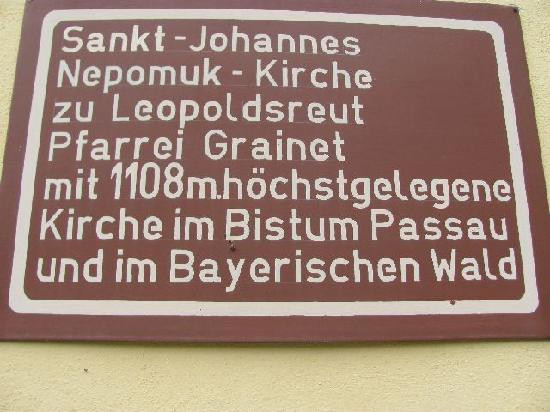 Sankt-Johannes
Nepomuk-Kirche
zu Leopoldsreut
Pfarrei Grainet
mit 1108m.höchstgelegene
Kirche im Bistum Passau
und im Bayerischen Wald